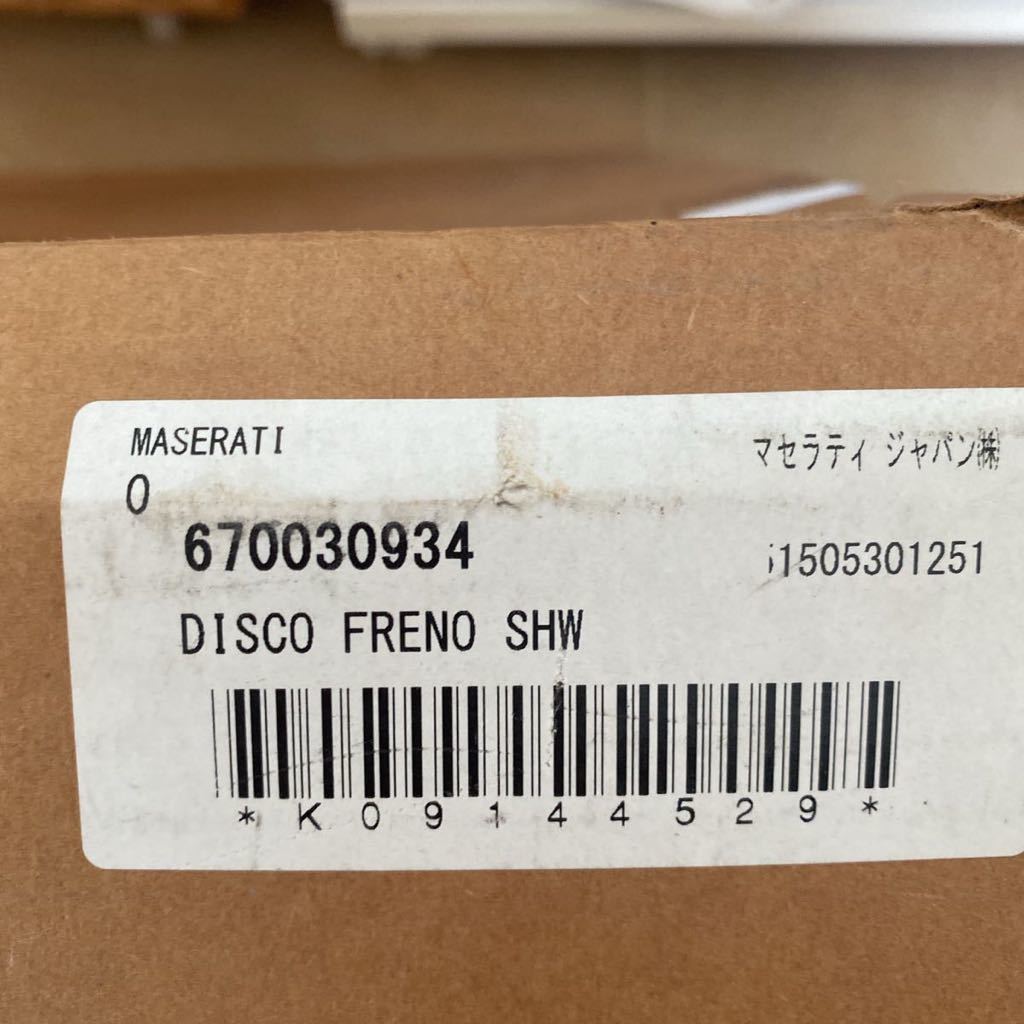 MASERATI
マセラティ ジャパン㈱
0
670030934
1505301251
DISCO FRENO SHW
*K09144529*